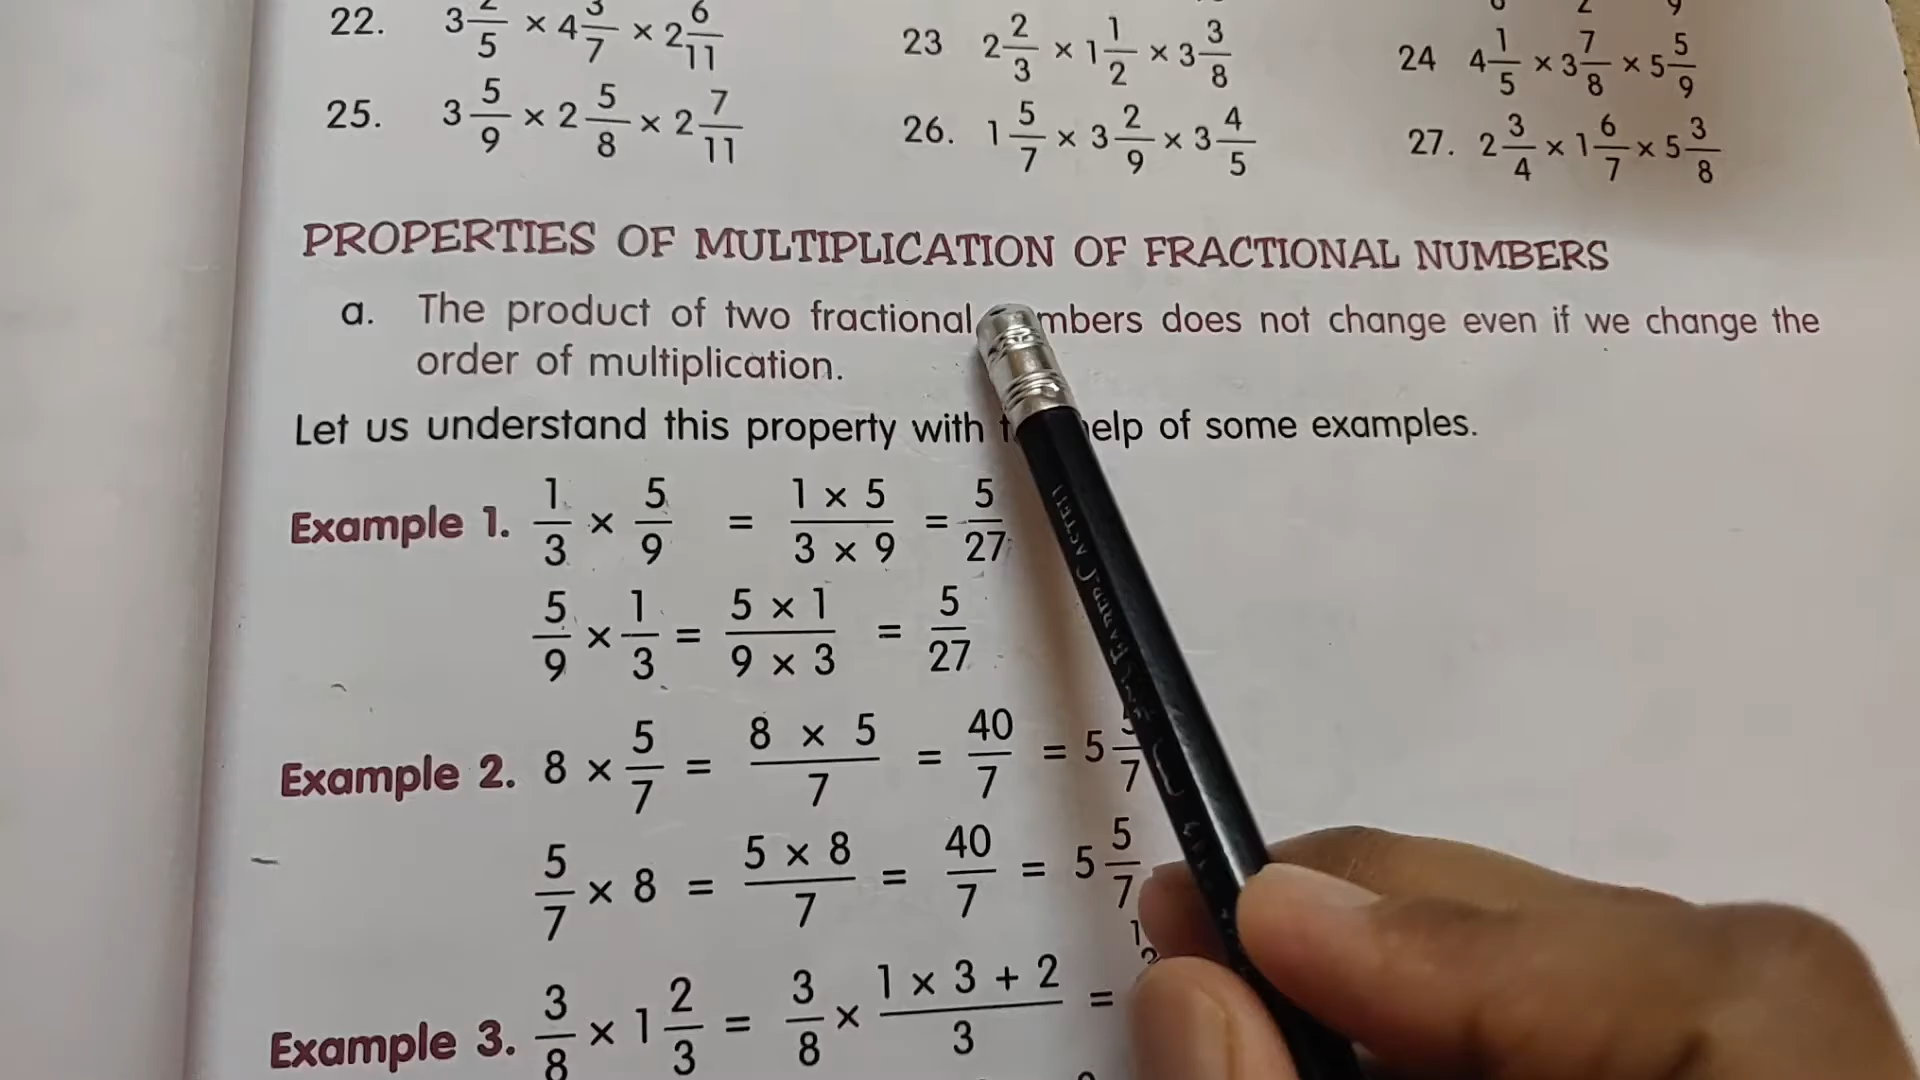 22. 3 2/5 × 4 3/7 × 2 6/11 23 2 2/3 × 1 1/2 × 3 3/8 24 4 1/5 × 3 7/8 × 5 5/9
25. 3 5/9 × 2 5/8 × 2 7/11 26. 1 5/7 × 3 2/9 × 3 4/5 27. 2 3/4 × 1 6/7 × 5 3/8
PROPERTIES OF MULTIPLICATION OF FRACTIONAL NUMBERS
a. The product of two fractional numbers does not change even if we change the
order of multiplication.
Let us understand this property with help of some examples.
Example 1. 1/3 × 5/9 = (1 × 5)/(3 × 9) = 5/27
5/9 × 1/3 = (5 × 1)/(9 × 3) = 5/27
Example 2. 8 × 5/7 = (8 × 5)/7 = 40/7 = 5 5/7
5/7 × 8 = (5 × 8)/7 = 40/7 = 5 5/7
Example 3. 3/8 × 1 2/3 = 3/8 × (1 × 3 + 2)/3 =